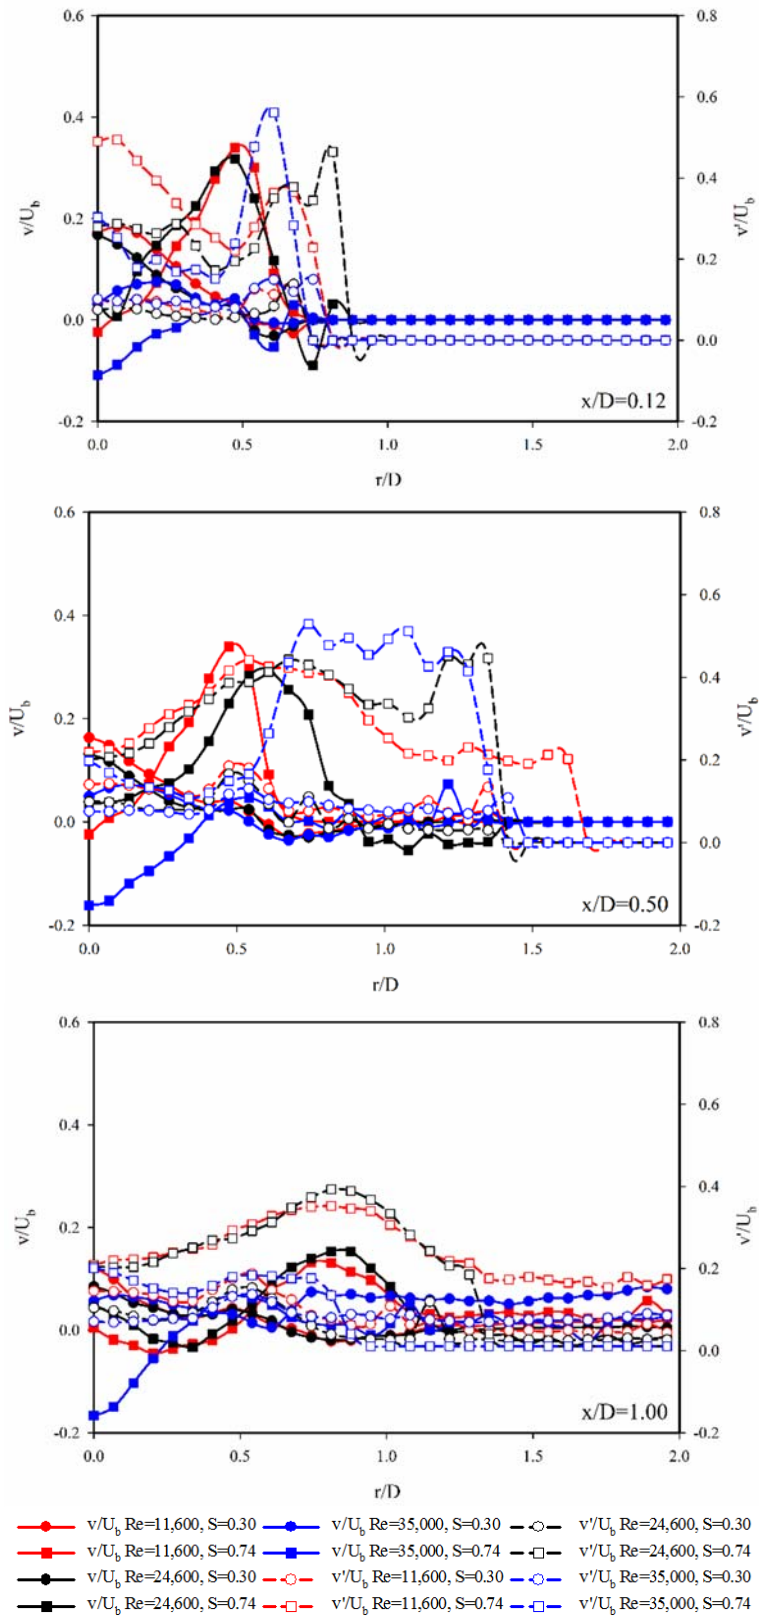 0.6
0.4
0.2
0.0
-0.2
v/U_b
0.8
0.6
0.4
0.2
0.0
-0.2
v'/U_b
x/D=0.12
0.0 0.5 1.0 1.5 2.0
r/D
0.6
0.4
0.2
0.0
-0.2
v/U_b
0.8
0.6
0.4
0.2
0.0
-0.2
v'/U_b
x/D=0.50
0.0 0.5 1.0 1.5 2.0
r/D
0.6
0.4
0.2
0.0
-0.2
v/U_b
0.8
0.6
0.4
0.2
0.0
-0.2
v'/U_b
x/D=1.00
0.0 0.5 1.0 1.5 2.0
r/D
v/U_b Re=11,600, S=0.30 v/U_b Re=35,000, S=0.30 v'/U_b Re=24,600, S=0.30
v/U_b Re=11,600, S=0.74 v/U_b Re=35,000, S=0.74 v'/U_b Re=24,600, S=0.74
v/U_b Re=24,600, S=0.30 v'/U_b Re=11,600, S=0.30 v'/U_b Re=35,000, S=0.30
v/U_b Re=24,600, S=0.74 v'/U_b Re=11,600, S=0.74 v'/U_b Re=35,000, S=0.74